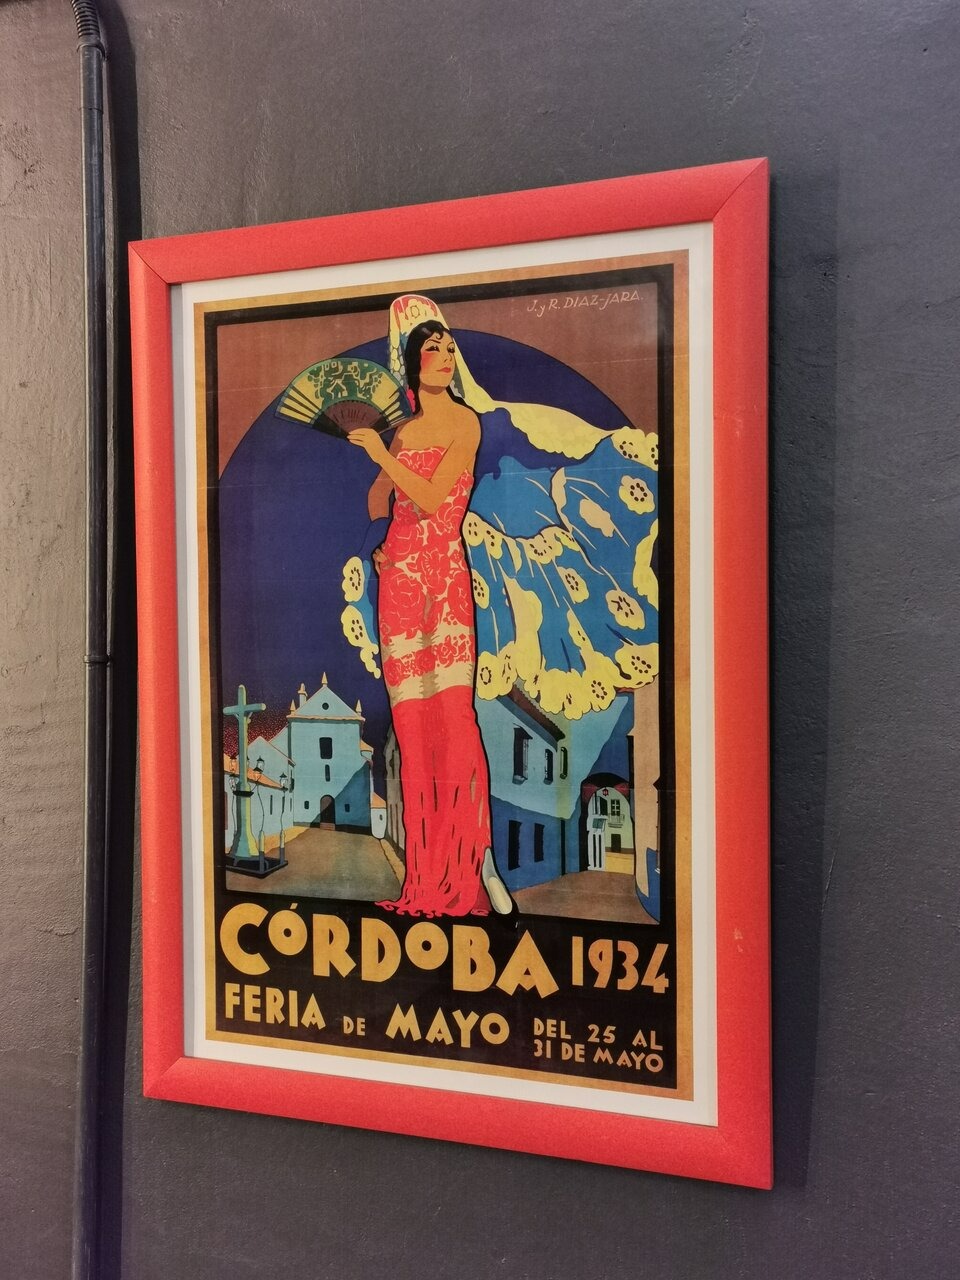 J. y R. DIAZ-JARA.
CÓRDOBA 1934
FERIA DE MAYO DEL 25 AL
31 DE MAYO